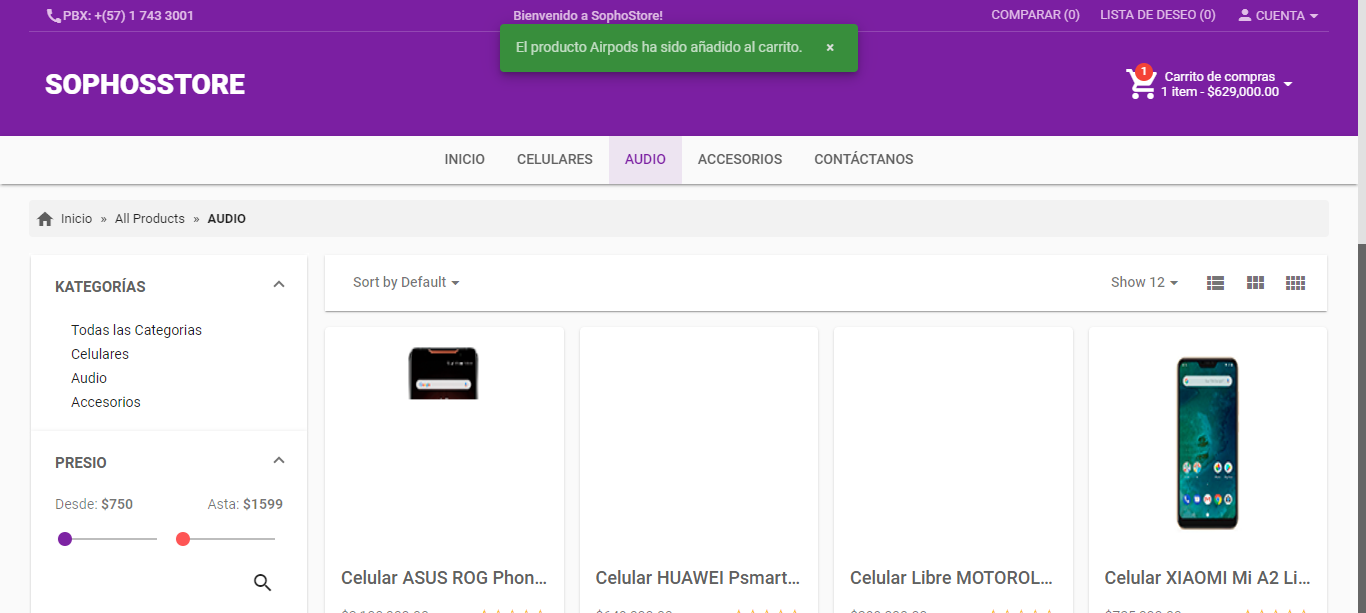 PBX: +(57) 1 743 3001
Bienvenido a SophoStore!
COMPARAR (0)
LISTA DE DESEO (0)
CUENTA
El producto Airpods ha sido añadido al carrito. ×
SOPHOSSTORE
1
Carrito de compras
1 item - $629,000.00
INICIO
CELULARES
AUDIO
ACCESORIOS
CONTÁCTANOS
Inicio » All Products » AUDIO
KATEGORÍAS
Todas las Categorias
Celulares
Audio
Accesorios
PRESIO
Desde: $750
Asta: $1599
Sort by Default
Show 12
Celular ASUS ROG Phon...
Celular HUAWEI Psmart...
Celular Libre MOTOROL...
Celular XIAOMI Mi A2 Li...